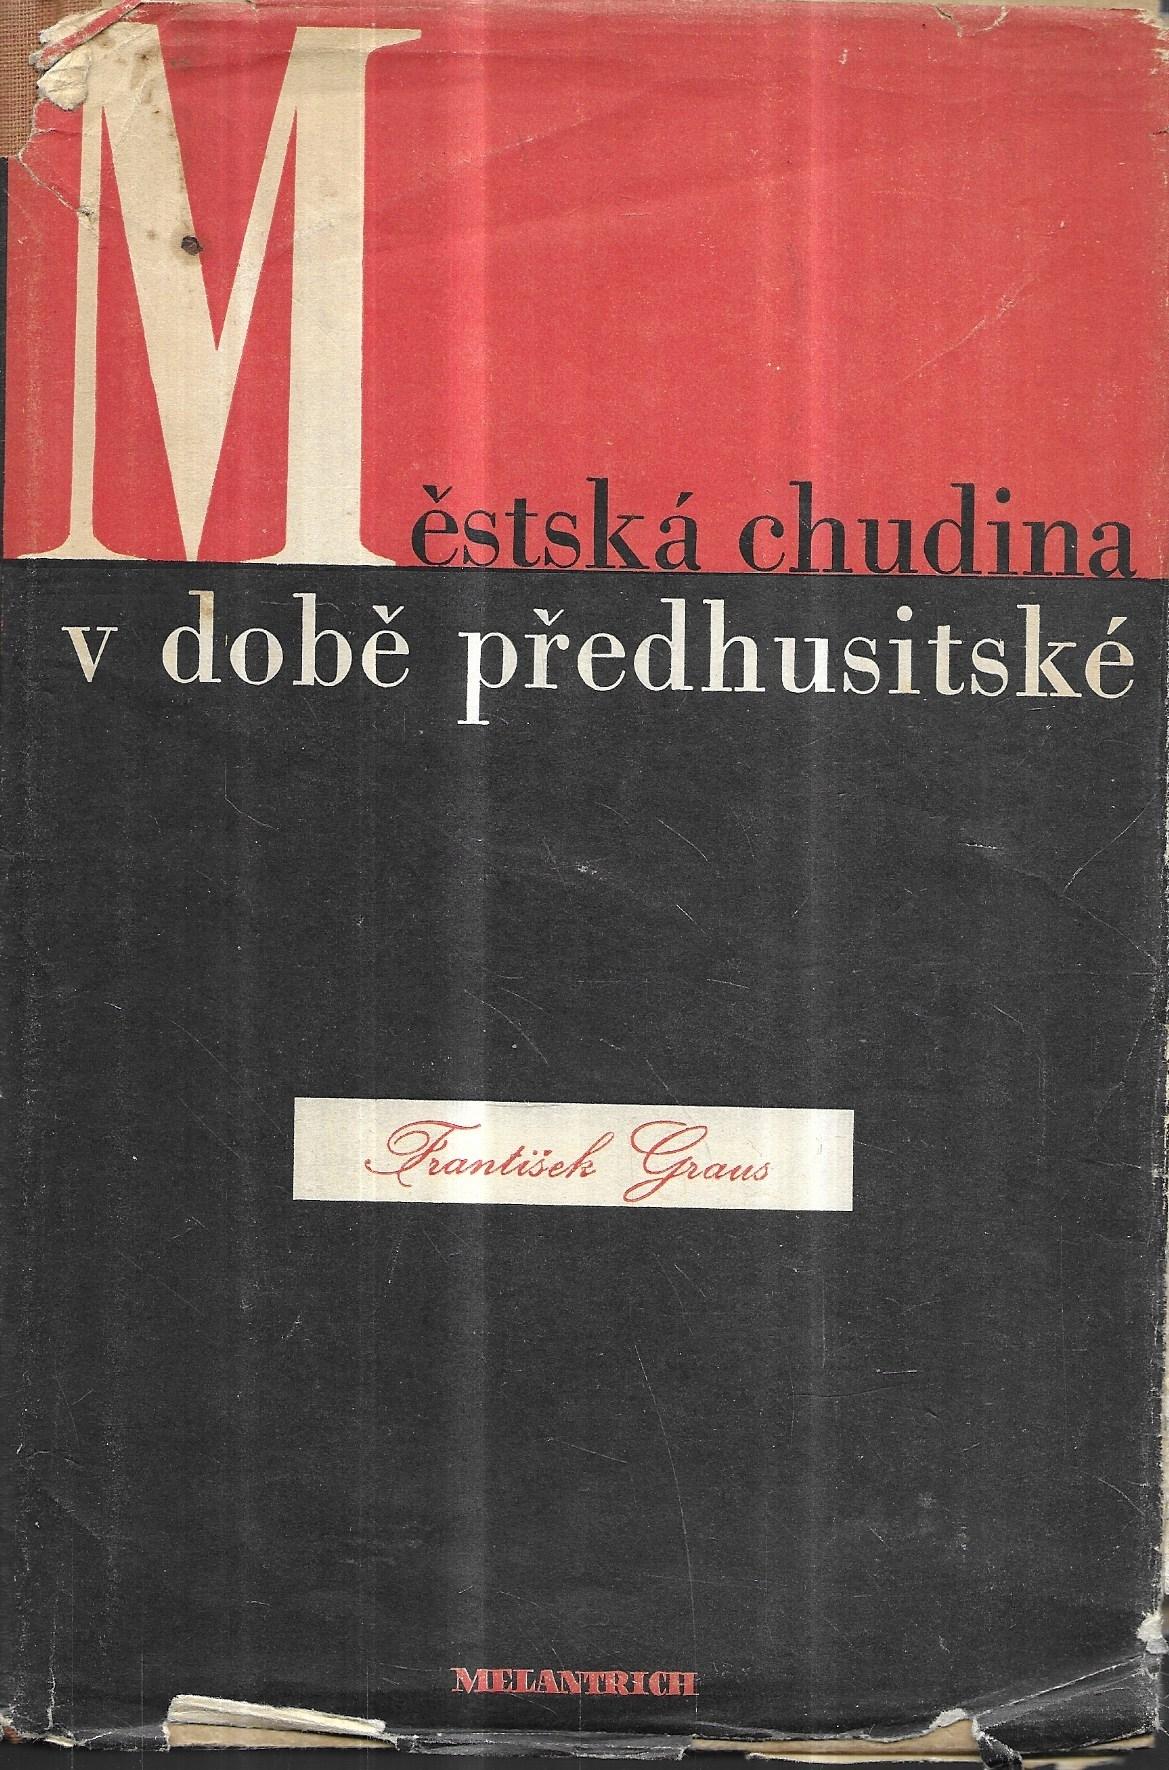 Městská chudina
v době předhusitské
František Graus
MELANTRICH